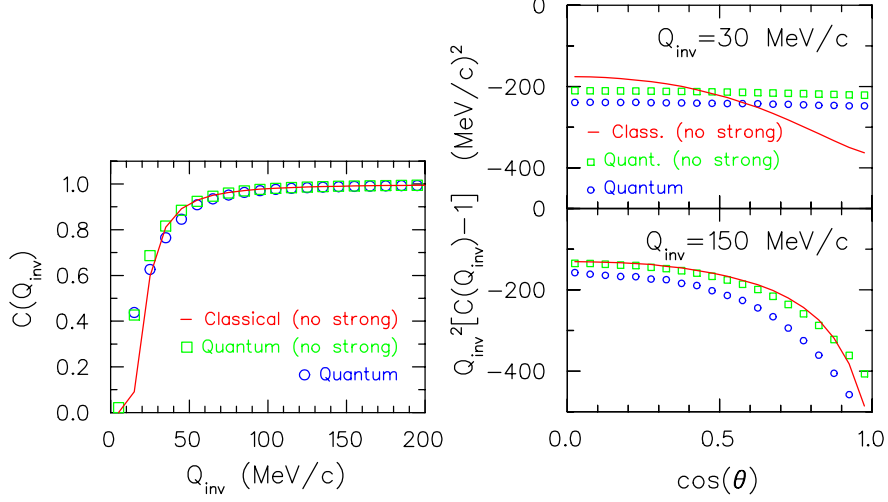 1.0
0.8
0.6
0.4
0.2
0.0
C(Q_inv)
— Classical (no strong)
□ Quantum (no strong)
○ Quantum
0 50 100 150 200
Q_inv (MeV/c)
0
−200
−400
0
−200
−400
Q_inv²[C(Q_inv)−1] (MeV/c)²
Q_inv=30 MeV/c
— Class. (no strong)
□ Quant. (no strong)
○ Quantum
Q_inv=150 MeV/c
0.0 0.5 1.0
cos(θ)